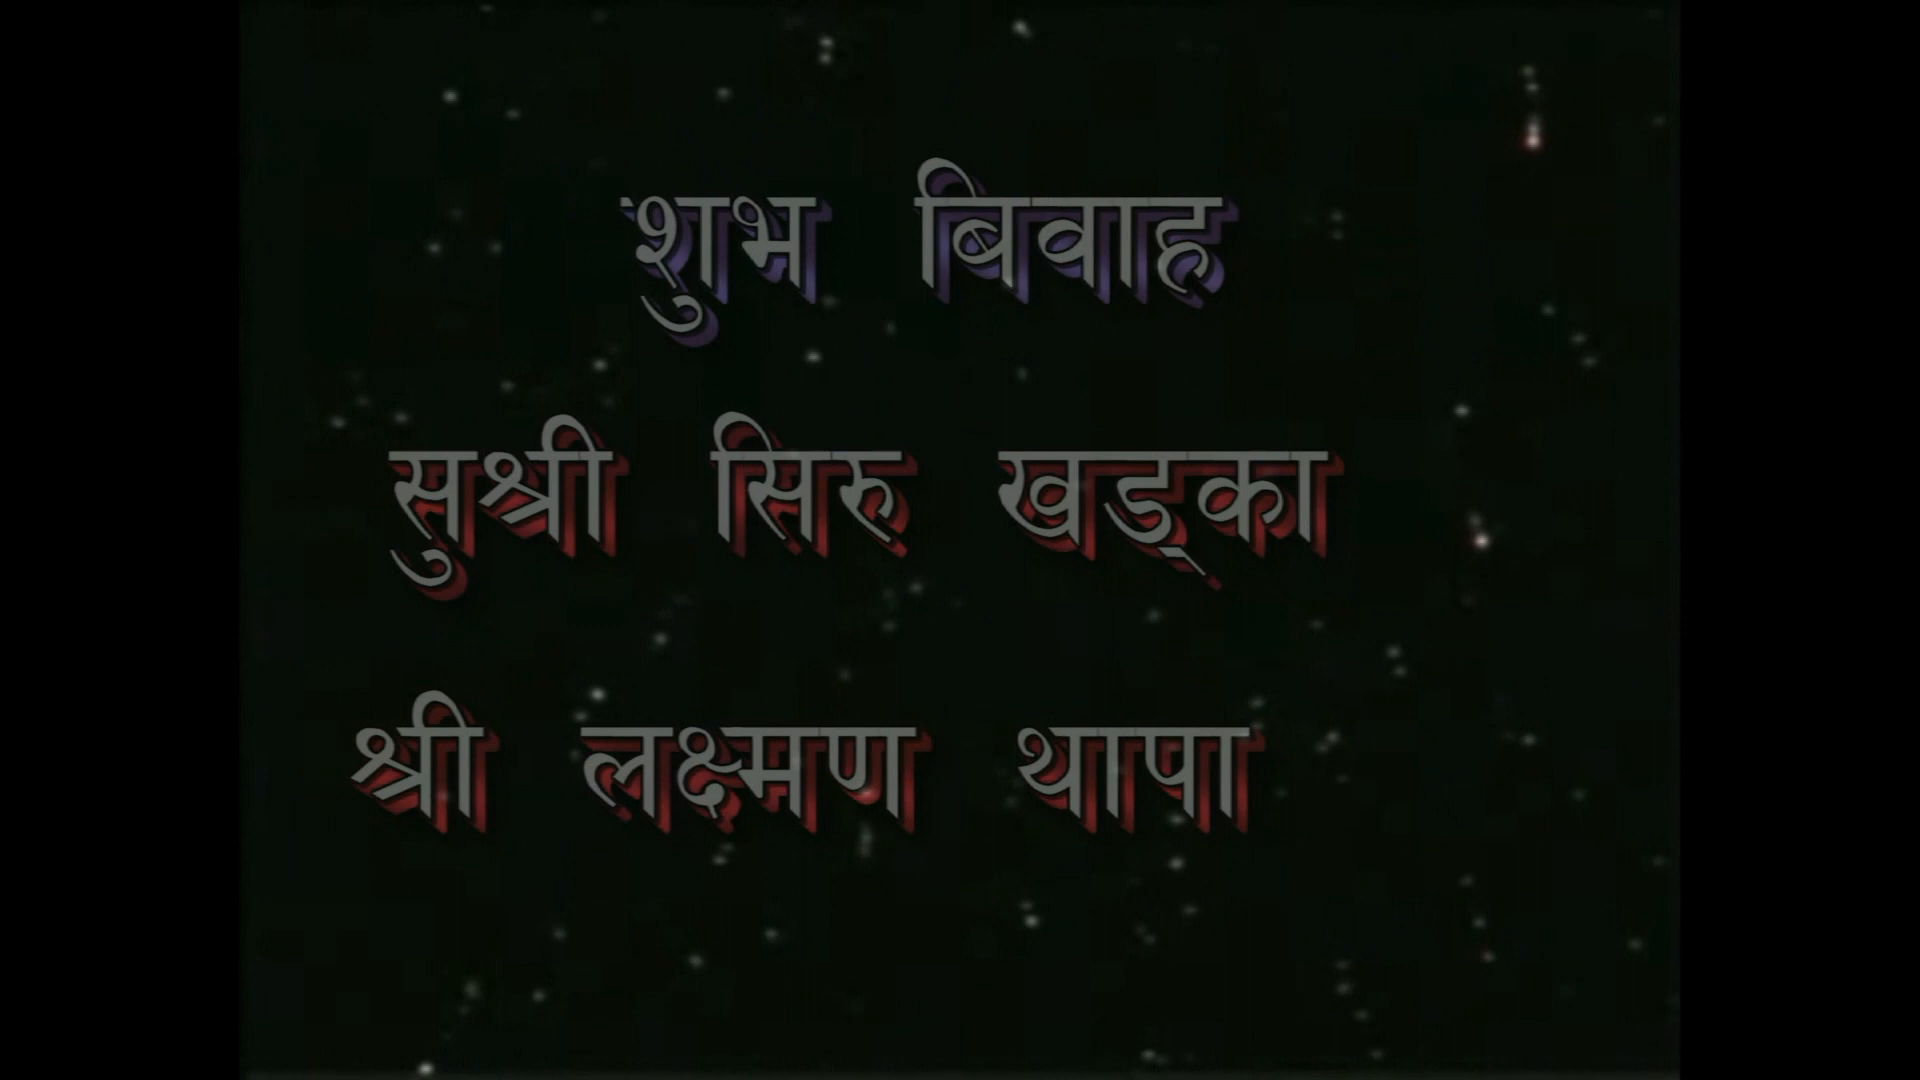 शुभ बिवाह
सुश्री सिरु खड्का
श्री लक्ष्मण थापा